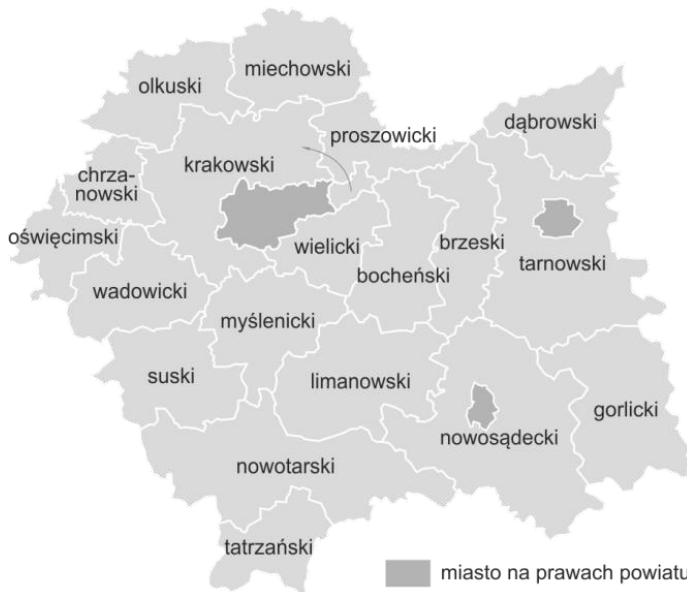 miechowski
olkuski
dąbrowski
proszowicki
krakowski
chrza-
nowski
oświęcimski
wielicki
brzeski
tarnowski
bocheński
wadowicki
myślenicki
suski
limanowski
gorlicki
nowosądecki
nowotarski
tatrzański
miasto na prawach powiatu